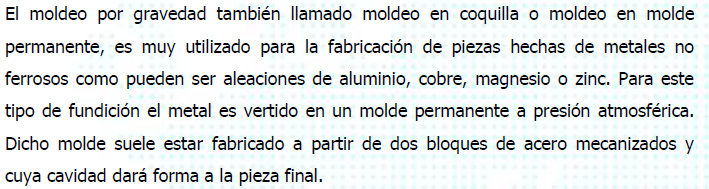 El moldeo por gravedad también llamado moldeo en coquilla o moldeo en molde
permanente, es muy utilizado para la fabricación de piezas hechas de metales no
ferrosos como pueden ser aleaciones de aluminio, cobre, magnesio o zinc. Para este
tipo de fundición el metal es vertido en un molde permanente a presión atmosférica.
Dicho molde suele estar fabricado a partir de dos bloques de acero mecanizados y
cuya cavidad dará forma a la pieza final.